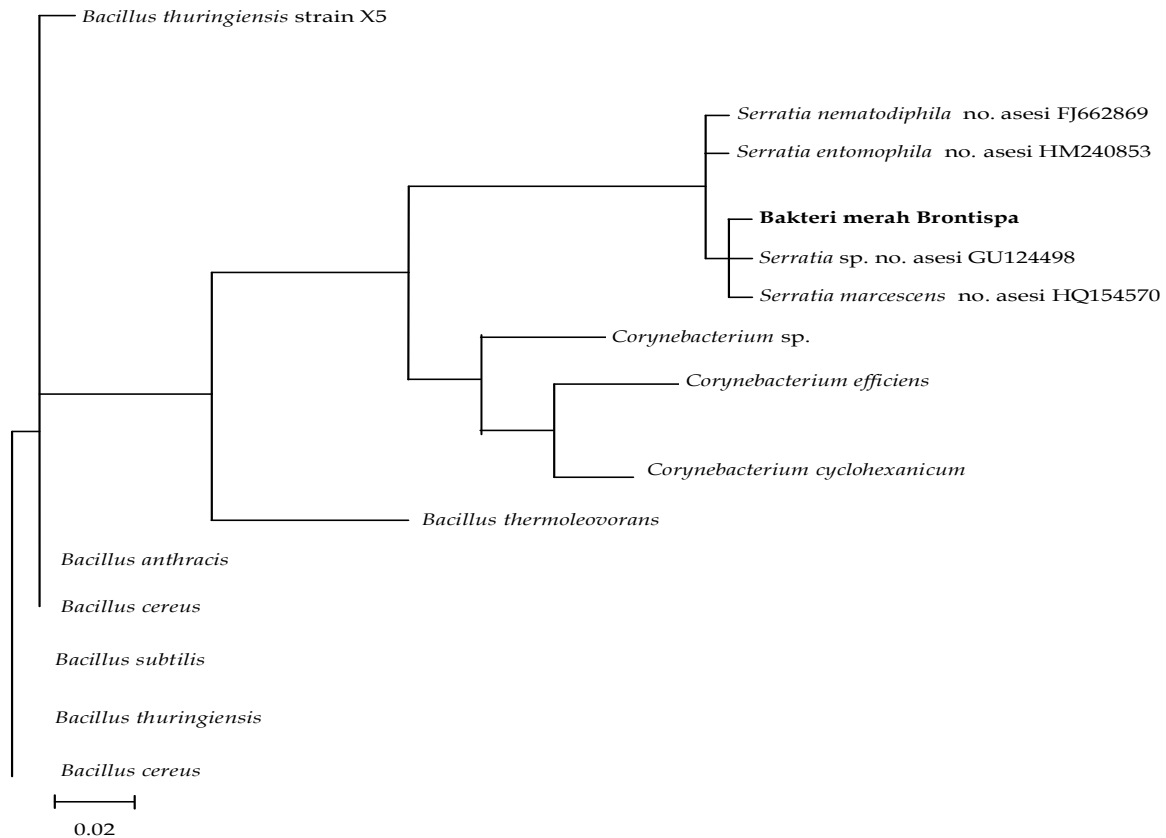 Bacillus thuringiensis strain X5
Serratia nematodiphila no. asesi FJ662869
Serratia entomophila no. asesi HM240853
Bakteri merah Brontispa
Serratia sp. no. asesi GU124498
Serratia marcescens no. asesi HQ154570
Corynebacterium sp.
Corynebacterium efficiens
Corynebacterium cyclohexanicum
Bacillus thermoleovorans
Bacillus anthracis
Bacillus cereus
Bacillus subtilis
Bacillus thuringiensis
Bacillus cereus
0.02